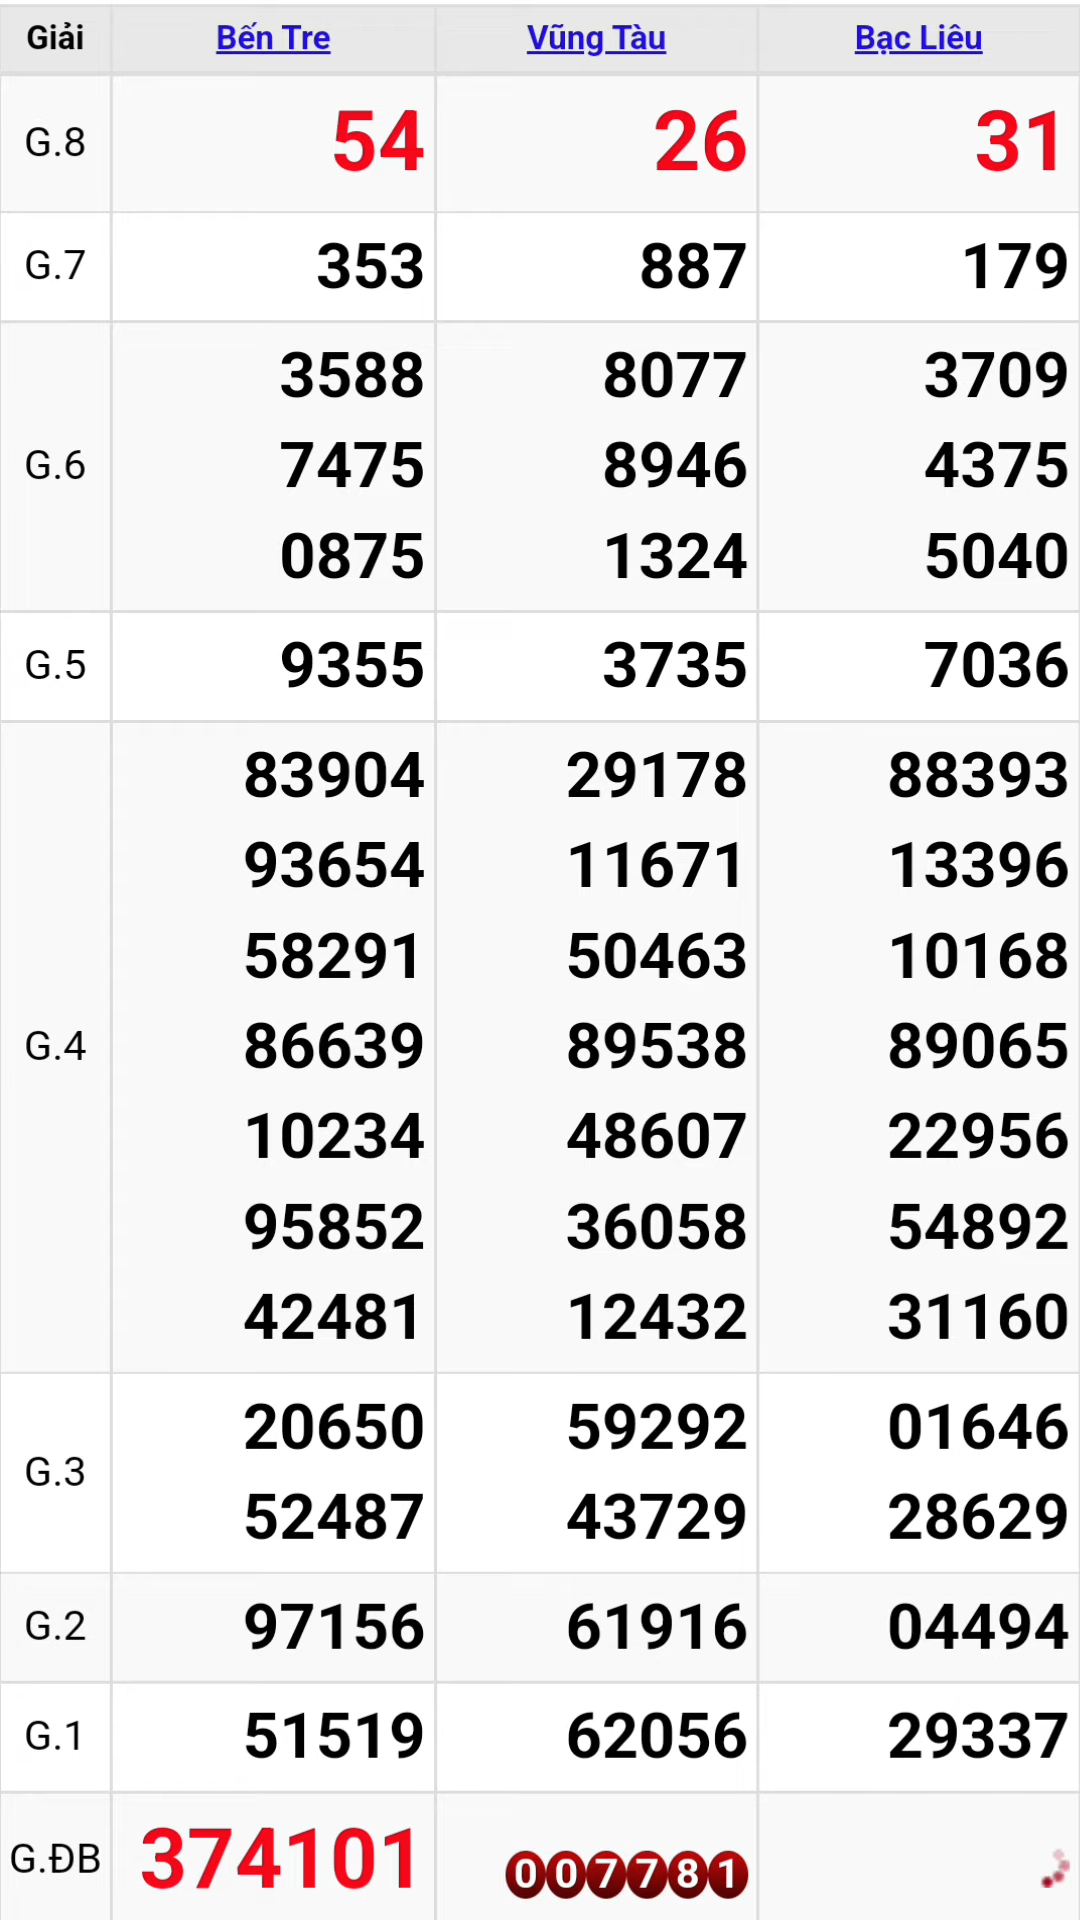 Giải Bến Tre Vũng Tàu Bạc Liêu
G.8 54 26 31
G.7 353 887 179
3588 8077 3709
G.6 7475 8946 4375
0875 1324 5040
G.5 9355 3735 7036
83904 29178 88393
93654 11671 13396
58291 50463 10168
G.4 86639 89538 89065
10234 48607 22956
95852 36058 54892
42481 12432 31160
20650 59292 01646
G.3
52487 43729 28629
G.2 97156 61916 04494
G.1 51519 62056 29337
G.ĐB 374101 007781